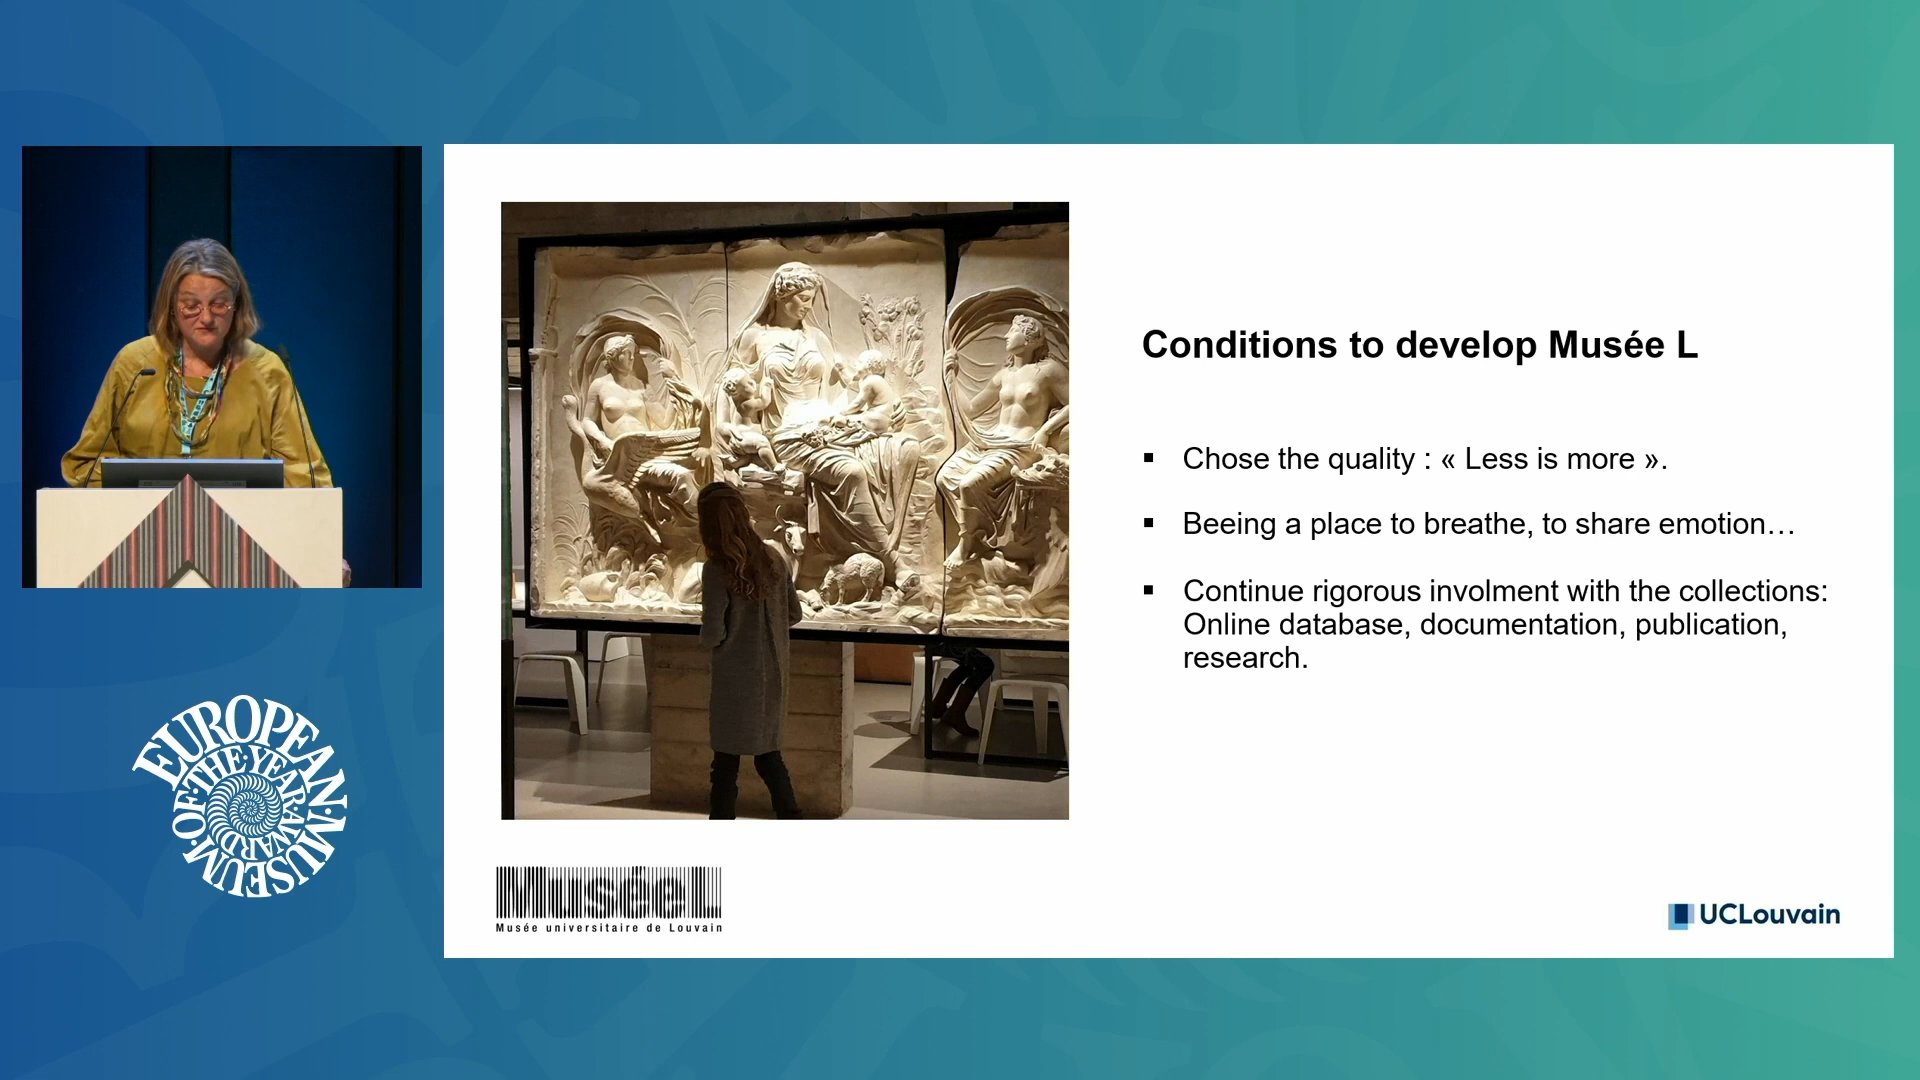 Conditions to develop Musée L
▪ Chose the quality : « Less is more ».
▪ Beeing a place to breathe, to share emotion…
▪ Continue rigorous involment with the collections:
Online database, documentation, publication,
research.
EUROPEAN·MUSEUM·OF·THE·YEAR·AWARD
MuséeL
Musée universitaire de Louvain
UCLouvain